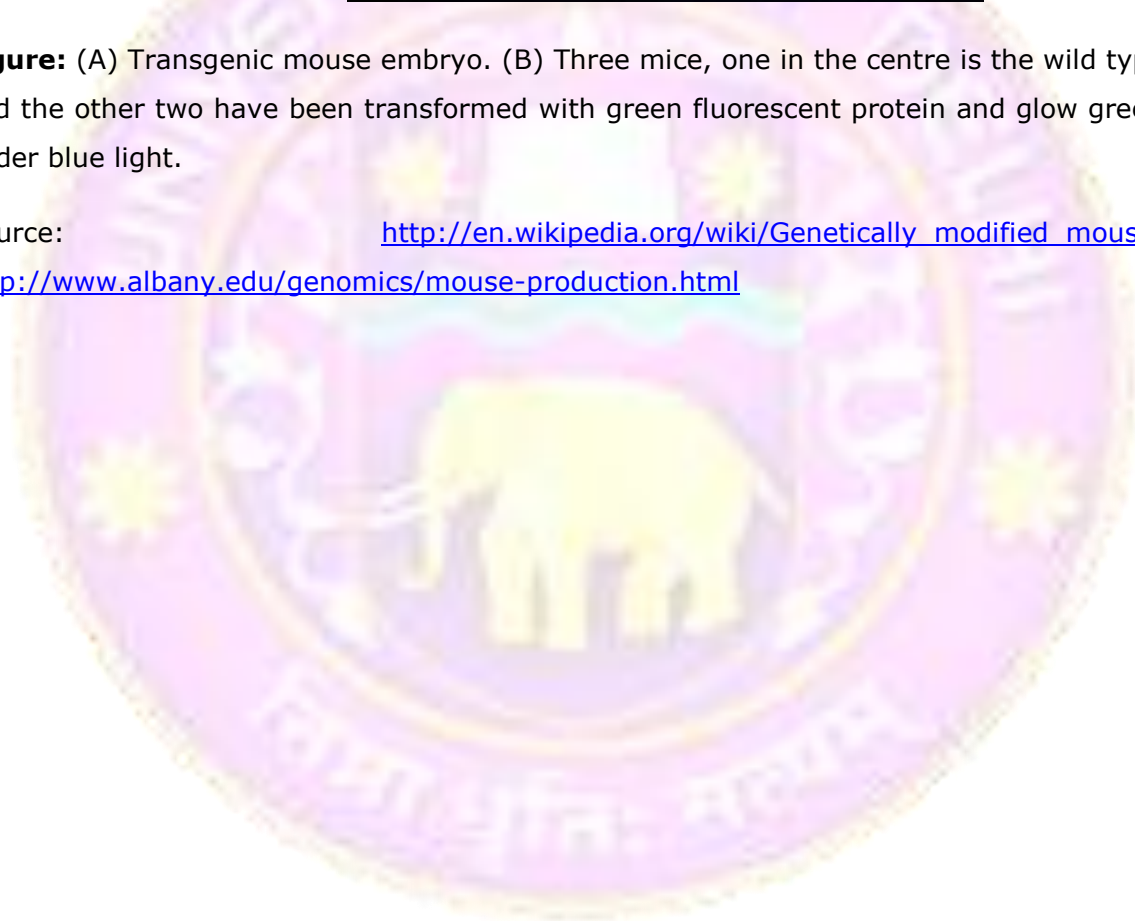 gure: (A) Transgenic mouse embryo. (B) Three mice, one in the centre is the wild typ
d the other two have been transformed with green fluorescent protein and glow gree
der blue light.
urce: http://en.wikipedia.org/wiki/Genetically_modified_mous
p://www.albany.edu/genomics/mouse-production.html